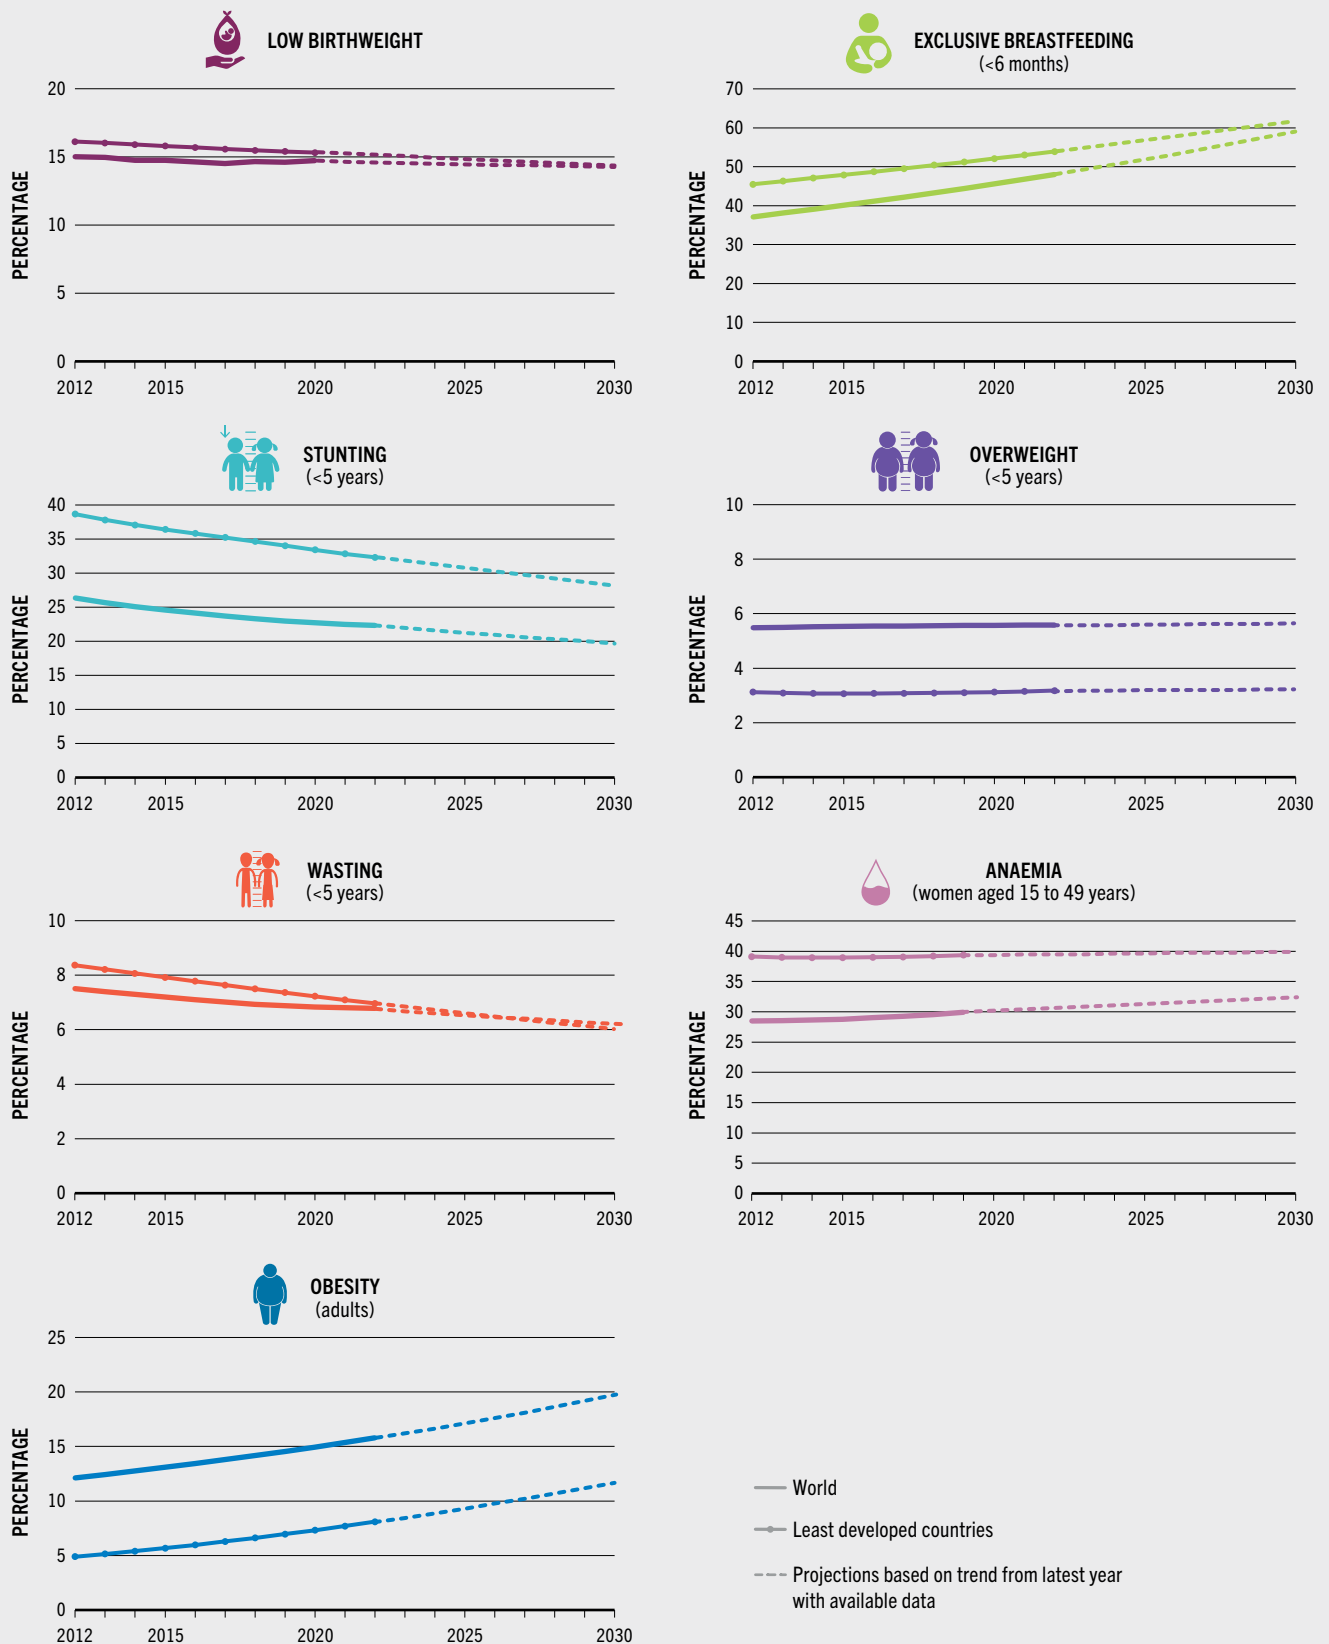 LOW BIRTHWEIGHT
PERCENTAGE
20
15
10
5
0
2012 2015 2020 2025 2030
EXCLUSIVE BREASTFEEDING
(<6 months)
PERCENTAGE
70
60
50
40
30
20
10
0
2012 2015 2020 2025 2030
STUNTING
(<5 years)
PERCENTAGE
40
35
30
25
20
15
10
5
0
2012 2015 2020 2025 2030
OVERWEIGHT
(<5 years)
PERCENTAGE
10
8
6
4
2
0
2012 2015 2020 2025 2030
WASTING
(<5 years)
PERCENTAGE
10
8
6
4
2
0
2012 2015 2020 2025 2030
ANAEMIA
(women aged 15 to 49 years)
PERCENTAGE
45
40
35
30
25
20
15
10
5
0
2012 2015 2020 2025 2030
OBESITY
(adults)
PERCENTAGE
25
20
15
10
5
0
2012 2015 2020 2025 2030
World
Least developed countries
Projections based on trend from latest year
with available data